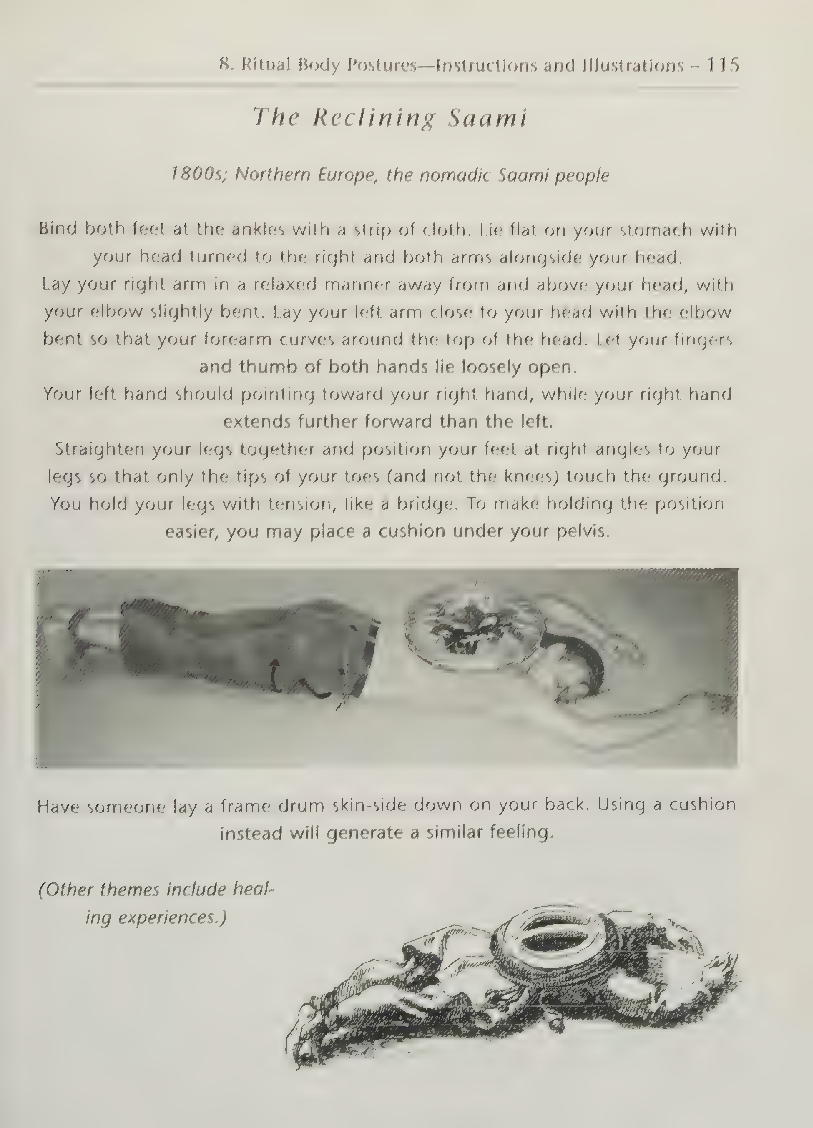 8. Ritual Body Postures—Instructions and Illustrations – 115
The Reclining Saami
1800s; Northern Europe, the nomadic Saami people
Bind both feet at the ankles with a strip of cloth. Lie flat on your stomach with
your head turned to the right and both arms alongside your head.
Lay your right arm in a relaxed manner away from and above your head, with
your elbow slightly bent. Lay your left arm close to your head with the elbow
bent so that your forearm curves around the top of the head. Let your fingers
and thumb of both hands lie loosely open.
Your left hand should pointing toward your right hand, while your right hand
extends further forward than the left.
Straighten your legs together and position your feet at right angles to your
legs so that only the tips of your toes (and not the knees) touch the ground.
You hold your legs with tension, like a bridge. To make holding the position
easier, you may place a cushion under your pelvis.
Have someone lay a frame drum skin-side down on your back. Using a cushion
instead will generate a similar feeling.
(Other themes include heal-
ing experiences.)